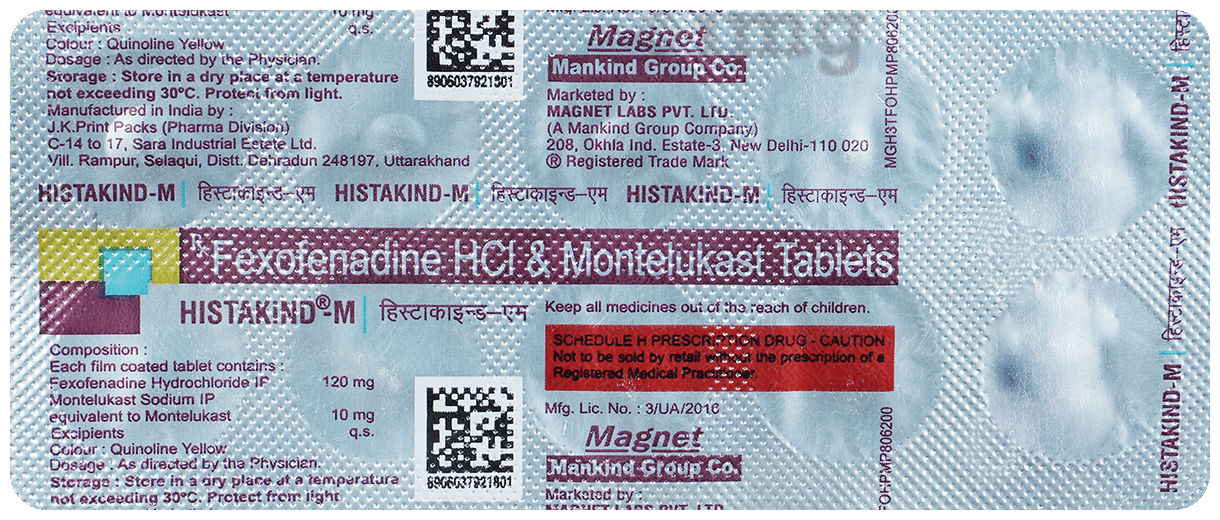 equivalent to Montelukast 10 mg
Excipients q.s.
Colour : Quinoline Yellow
Dosage : As directed by the Physician.
Storage : Store in a dry place at a temperature
not exceeding 30°C. Protect from light.
Manufactured in India by :
J.K.Print Packs (Pharma Division)
C-14 to 17, Sara Industrial Estate Ltd.
Vill. Rampur, Selaqui, Distt. Dehradun 248197, Uttarakhand
8906037921801
Magnet
Mankind Group Co.
Marketed by :
MAGNET LABS PVT. LTD.
(A Mankind Group Company)
208, Okhla Ind. Estate-3, New Delhi-110 020
® Registered Trade Mark
HISTAKIND-M | हिस्टाकाइन्ड–एम HISTAKIND-M | हिस्टाकाइन्ड–एम HISTAKIND-M | हिस्टाकाइन्ड–एम
Rx Fexofenadine HCl & Montelukast Tablets
HISTAKIND®-M | हिस्टाकाइन्ड–एम
Composition :
Each film coated tablet contains :
Fexofenadine Hydrochloride IP 120 mg
Montelukast Sodium IP
equivalent to Montelukast 10 mg
Excipients q.s.
Colour : Quinoline Yellow
Dosage : As directed by the Physician.
Storage : Store in a dry place at a temperature
not exceeding 30°C. Protect from light
8906037921801
Keep all medicines out of the reach of children.
SCHEDULE H PRESCRIPTION DRUG - CAUTION
Not to be sold by retail without the prescription of a
Registered Medical Practitioner.
Mfg. Lic. No. : 3/UA/2016
Magnet
Mankind Group Co.
Marketed by :
MAGNET LABS PVT. LTD.
HISTAKIND-M | हिस्टाकाइन्ड–एम HISTAKIND-M